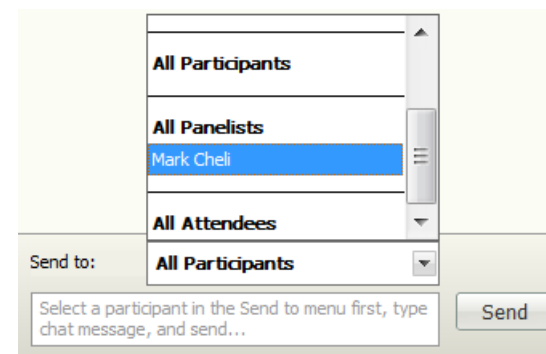 All Participants
All Panelists
Mark Cheli
All Attendees
Send to:
All Participants
Select a participant in the Send to menu first, type
chat message, and send...
Send